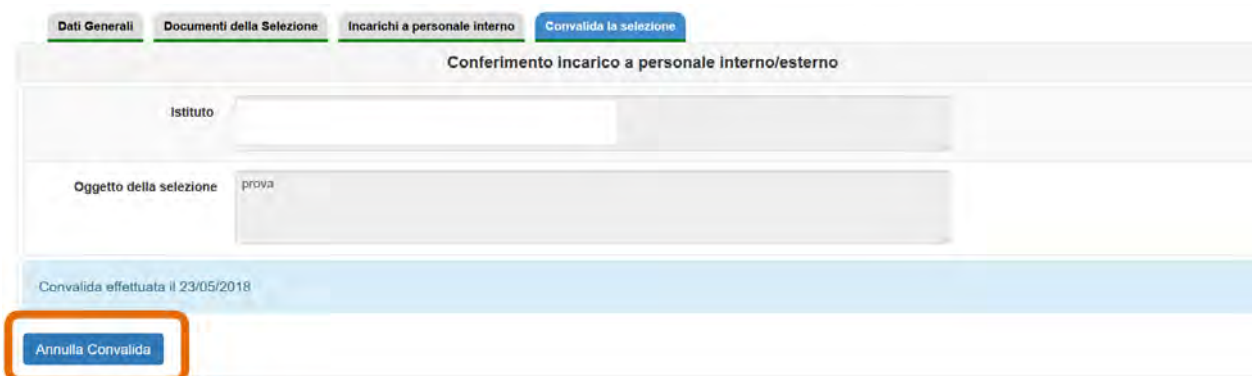 Dati Generali Documenti della Selezione Incarichi a personale interno Convalida la selezione
Conferimento incarico a personale interno/esterno
Istituto
Oggetto della selezione prova
Convalida effettuata il 23/05/2018
Annulla Convalida